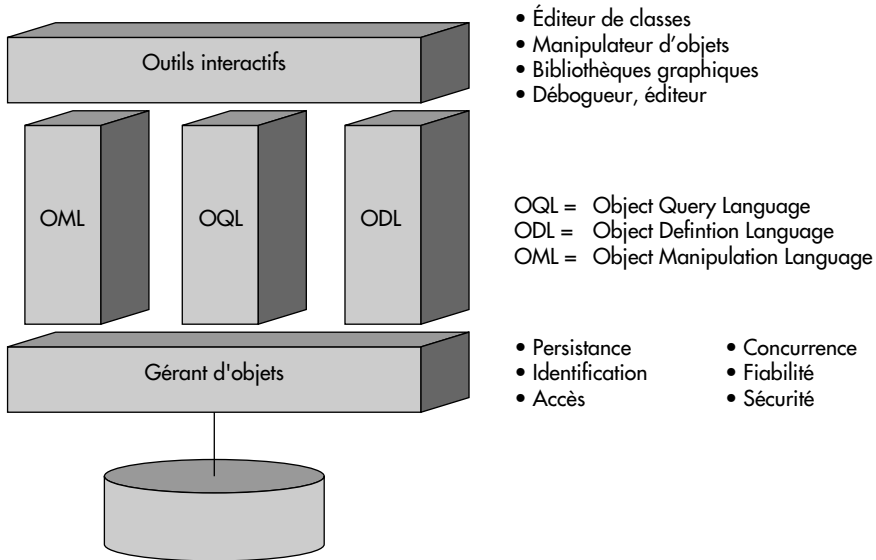 Outils interactifs
• Éditeur de classes
• Manipulateur d'objets
• Bibliothèques graphiques
• Débogueur, éditeur
OML
OQL
ODL
OQL = Object Query Language
ODL = Object Defintion Language
OML = Object Manipulation Language
Gérant d'objets
• Persistance
• Identification
• Accès
• Concurrence
• Fiabilité
• Sécurité